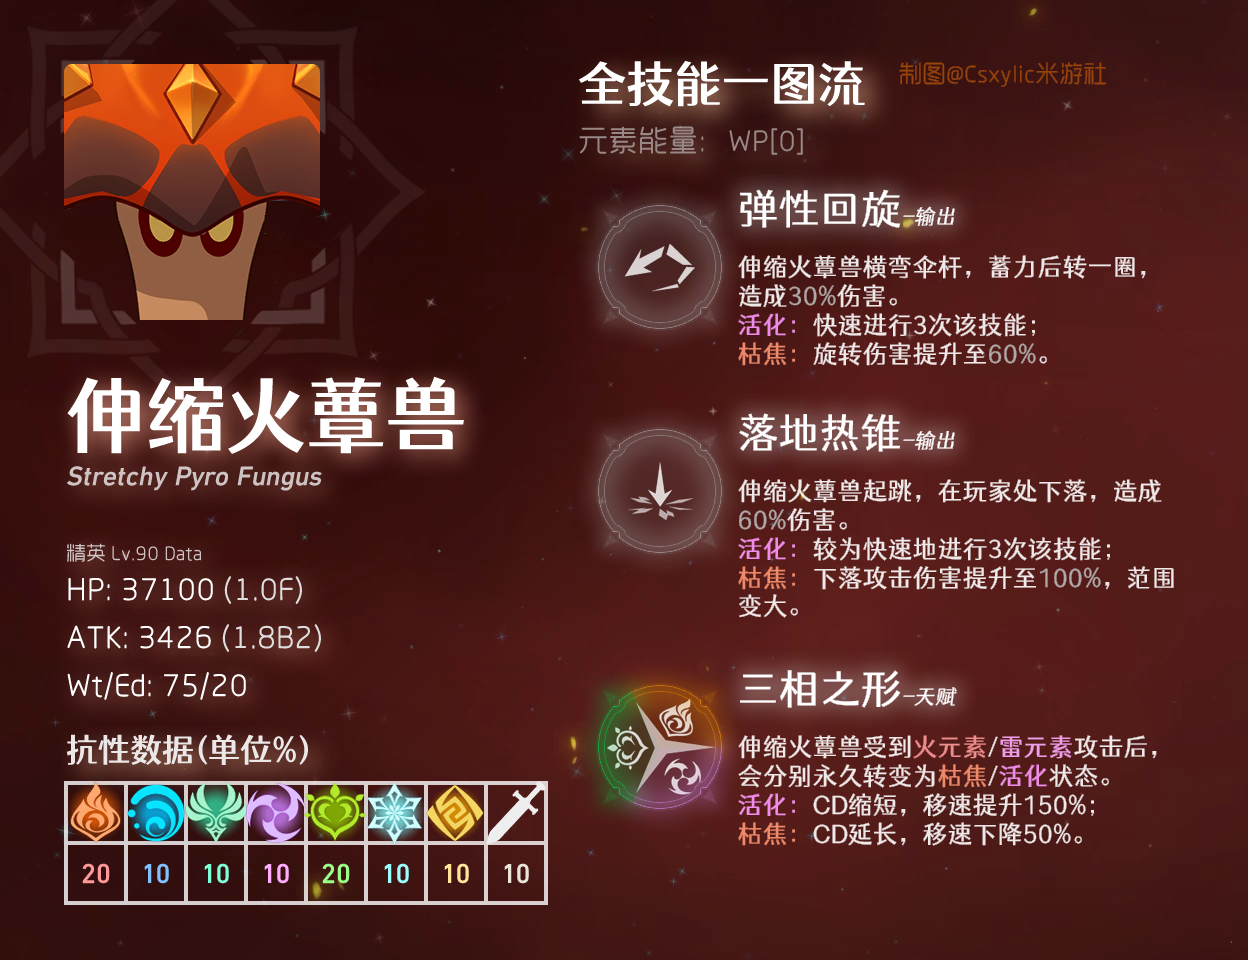 全技能一图流
制图@Csxylic米游社
元素能量: WP[0]
弹性回旋-输出
伸缩火蕈兽横弯伞杆，蓄力后转一圈，
造成30%伤害。
活化：快速进行3次该技能；
枯焦：旋转伤害提升至60%。
落地热锥-输出
伸缩火蕈兽起跳，在玩家处下落，造成
60%伤害。
活化：较为快速地进行3次该技能；
枯焦：下落攻击伤害提升至100%，范围
变大。
三相之形-天赋
伸缩火蕈兽受到火元素/雷元素攻击后，
会分别永久转变为枯焦/活化状态。
活化：CD缩短，移速提升150%；
枯焦：CD延长，移速下降50%。
伸缩火蕈兽
Stretchy Pyro Fungus
精英 Lv.90 Data
HP: 37100 (1.0F)
ATK: 3426 (1.8B2)
Wt/Ed: 75/20
抗性数据(单位%)
20 10 10 10 20 10 10 10